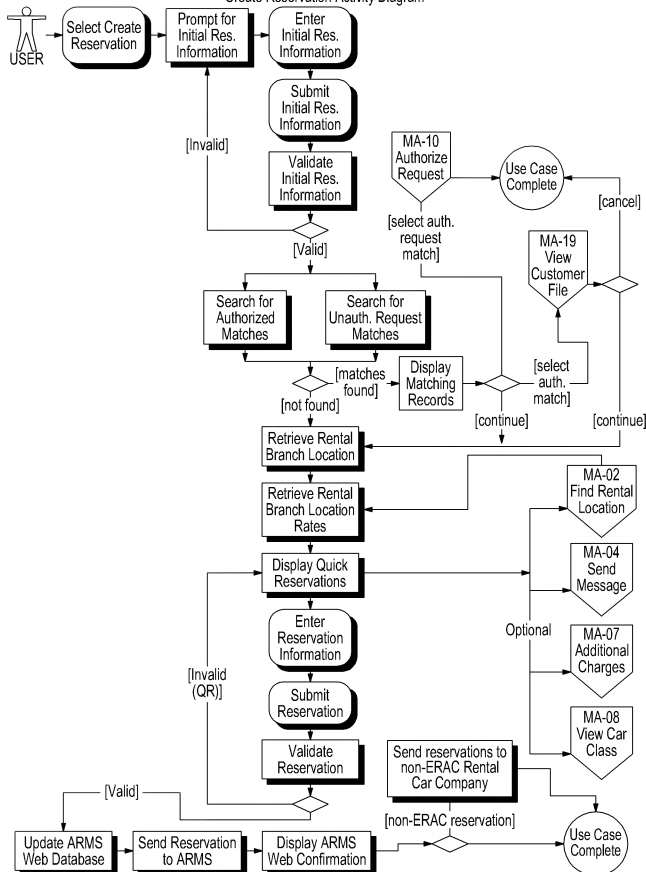 Create Reservation Activity Diagram
USER
Select Create
Reservation
Prompt for
Initial Res.
Information
Enter
Initial Res.
Information
Submit
Initial Res.
Information
[Invalid]
Validate
Initial Res.
Information
[Valid]
MA-10
Authorize
Request
Use Case
Complete
[cancel]
[select auth.
request
match]
MA-19
View
Customer
File
Search for
Authorized
Matches
Search for
Unauth. Request
Matches
[matches
found]
Display
Matching
Records
[select
auth.
match]
[not found]
[continue]
[continue]
Retrieve Rental
Branch Location
Retrieve Rental
Branch Location
Rates
MA-02
Find Rental
Location
Display Quick
Reservations
MA-04
Send
Message
Optional
Enter
Reservation
Information
MA-07
Additional
Charges
[Invalid
(QR)]
Submit
Reservation
MA-08
View Car
Class
Validate
Reservation
Send reservations to
non-ERAC Rental
Car Company
[Valid]
[non-ERAC reservation]
Update ARMS
Web Database
Send Reservation
to ARMS
Display ARMS
Web Confirmation
Use Case
Complete